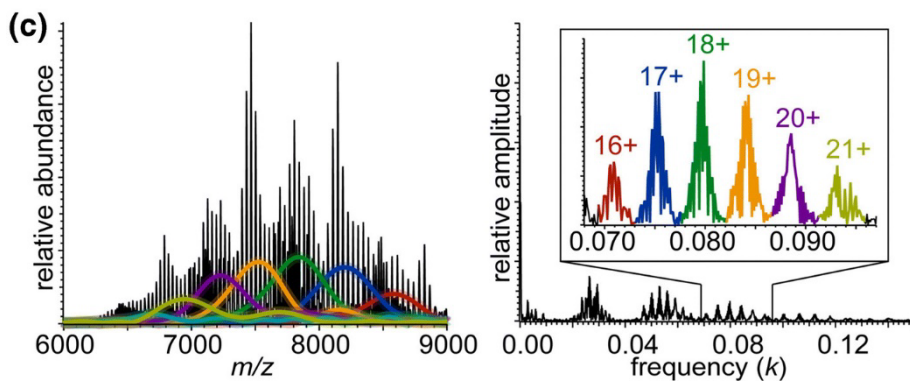 (c)
relative abundance
6000 7000 8000 9000
m/z
relative amplitude
16+ 17+ 18+ 19+ 20+ 21+
0.070 0.080 0.090
0.00 0.04 0.08 0.12
frequency (k)